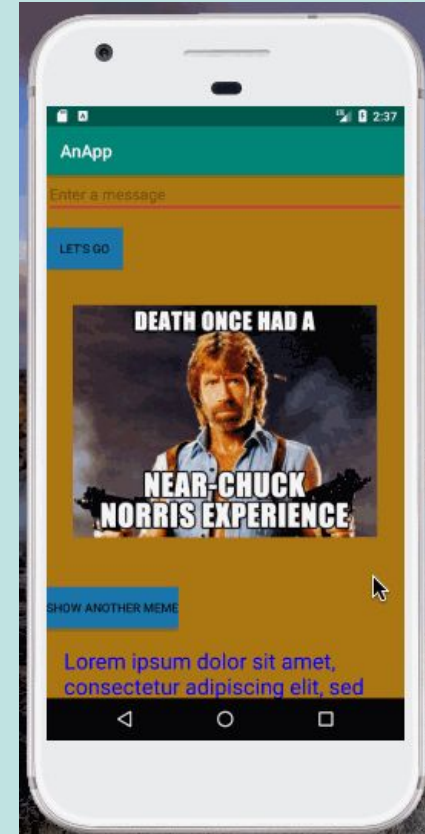 2:37
AnApp
Enter a message
LET'S GO
DEATH ONCE HAD A
NEAR-CHUCK
NORRIS EXPERIENCE
SHOW ANOTHER MEME
Lorem ipsum dolor sit amet,
consectetur adipiscing elit, sed